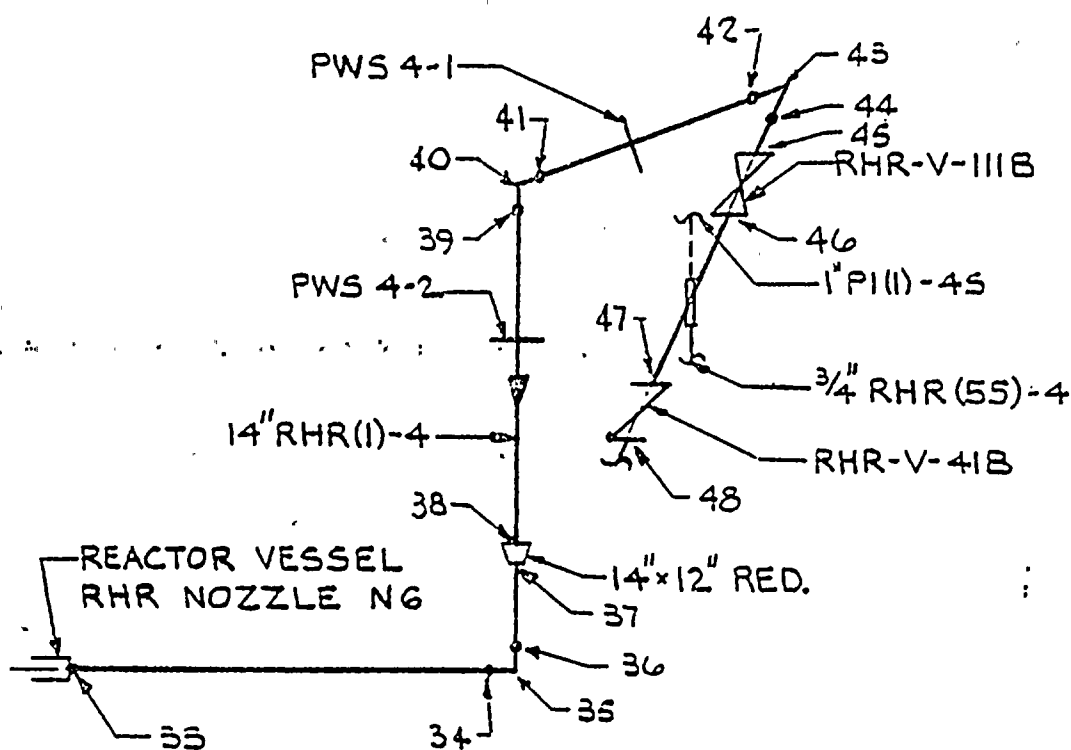 42
43
PWS 4-1
44
41
45
40
RHR-V-111B
39
46
1" PI(1)-4S
PWS 4-2
47
3/4" RHR(55)-4
14" RHR(1)-4
RHR-V-41B
48
38
REACTOR VESSEL
RHR NOZZLE N6
14"x12" RED.
37
36
35
33
34